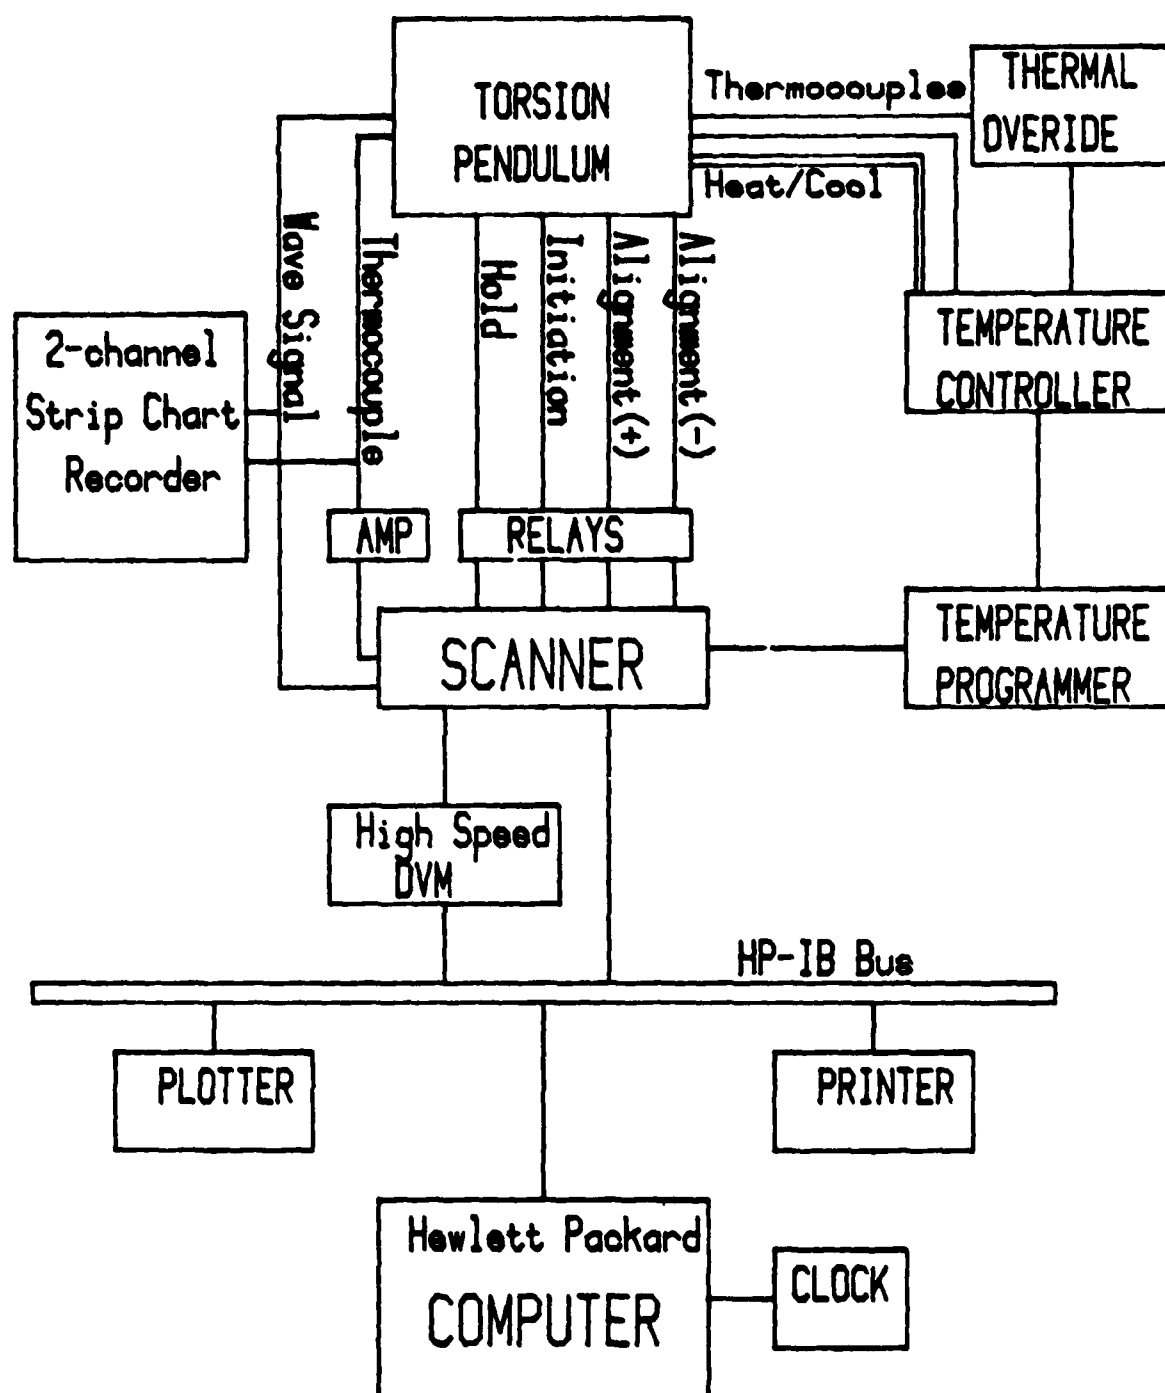 TORSION
PENDULUM
Thermocouples
THERMAL
OVERIDE
Heat/Cool
Wave Signal
Thermocouple
Hold
Initiation
Alignment(+)
Alignment(-)
2-channel
Strip Chart
Recorder
TEMPERATURE
CONTROLLER
AMP
RELAYS
SCANNER
TEMPERATURE
PROGRAMMER
High Speed
DVM
HP-IB Bus
PLOTTER
PRINTER
Hewlett Packard
COMPUTER
CLOCK